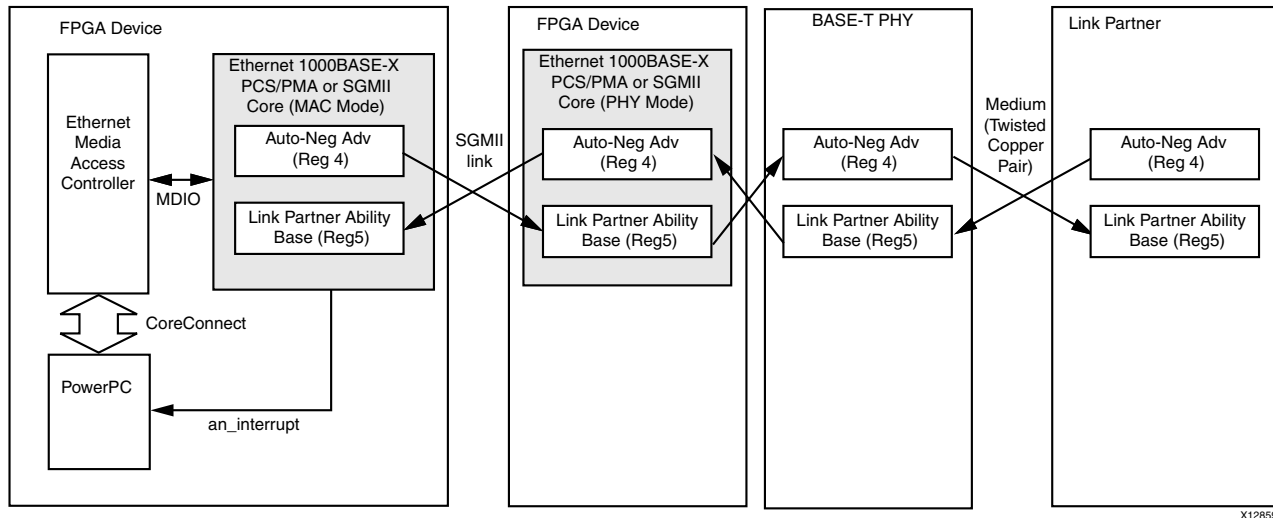 FPGA Device
Ethernet
Media
Access
Controller
MDIO
Ethernet 1000BASE-X
PCS/PMA or SGMII
Core (MAC Mode)
Auto-Neg Adv
(Reg 4)
Link Partner Ability
Base (Reg5)
CoreConnect
PowerPC
an_interrupt
SGMII
link
FPGA Device
Ethernet 1000BASE-X
PCS/PMA or SGMII
Core (PHY Mode)
Auto-Neg Adv
(Reg 4)
Link Partner Ability
Base (Reg5)
BASE-T PHY
Auto-Neg Adv
(Reg 4)
Link Partner Ability
Base (Reg5)
Medium
(Twisted
Copper
Pair)
Link Partner
Auto-Neg Adv
(Reg 4)
Link Partner Ability
Base (Reg5)
X12859